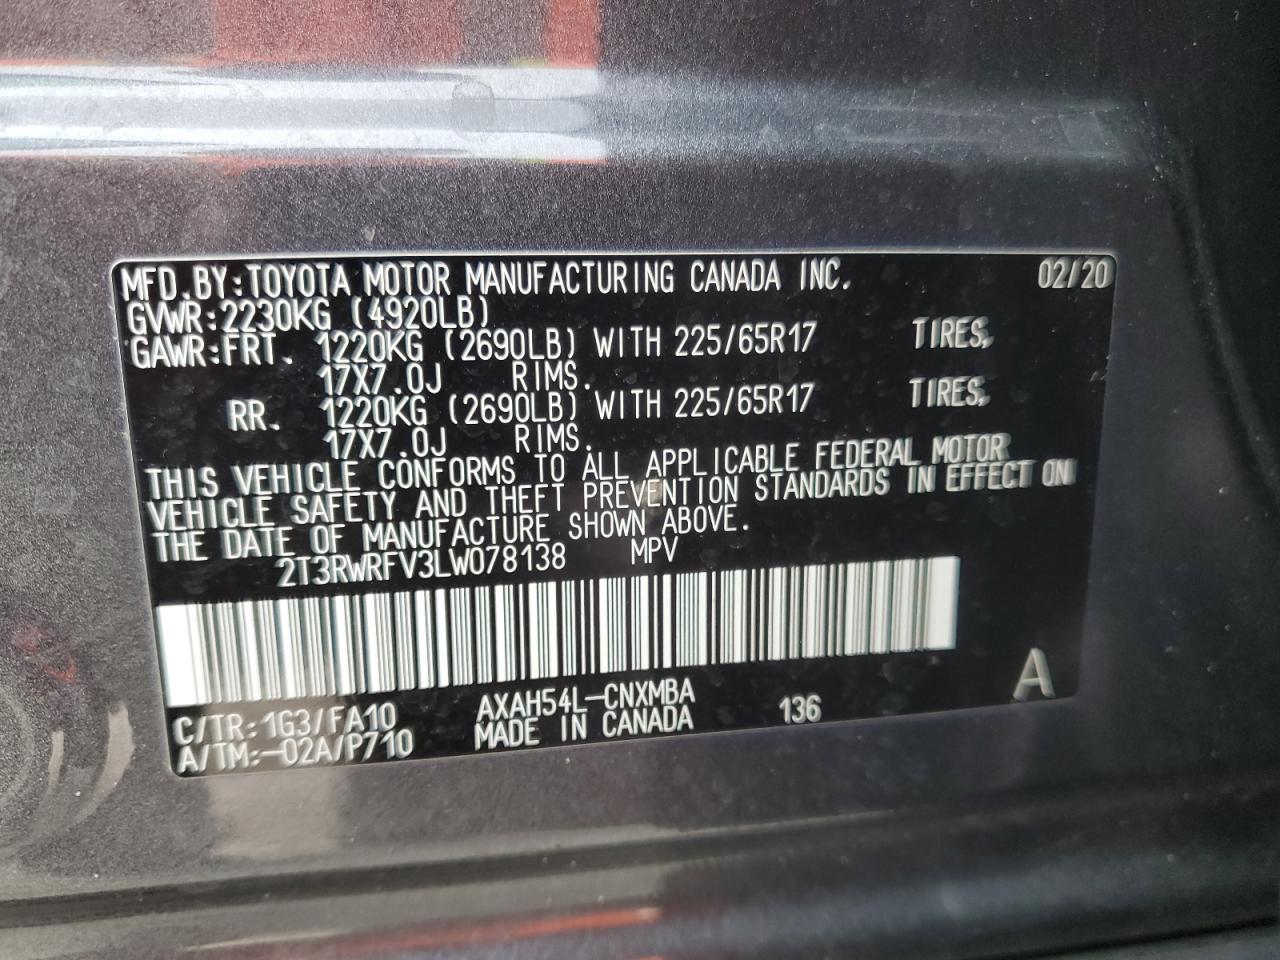 MFD.BY:TOYOTA MOTOR MANUFACTURING CANADA INC. 02/20
GVWR:2230KG (4920LB)
GAWR:FRT. 1220KG (2690LB) WITH 225/65R17 TIRES,
17X7.0J RIMS.
RR. 1220KG (2690LB) WITH 225/65R17 TIRES,
17X7.0J RIMS.
THIS VEHICLE CONFORMS TO ALL APPLICABLE FEDERAL MOTOR
VEHICLE SAFETY AND THEFT PREVENTION STANDARDS IN EFFECT ON
THE DATE OF MANUFACTURE SHOWN ABOVE.
2T3RWRFV3LW078138 MPV
C/TR:1G3/FA10 AXAH54L-CNXMBA 136 A
A/TM:-02A/P710 MADE IN CANADA